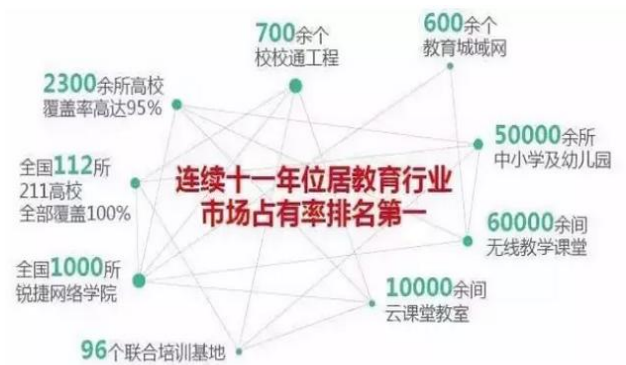 700余个
校校通工程
600余个
教育城域网
2300余所高校
覆盖率高达95%
50000余所
中小学及幼儿园
全国112所
211高校
全部覆盖100%
连续十一年位居教育行业
市场占有率排名第一
60000余间
无线教学课堂
全国1000所
锐捷网络学院
10000余间
云课堂教室
96个联合培训基地